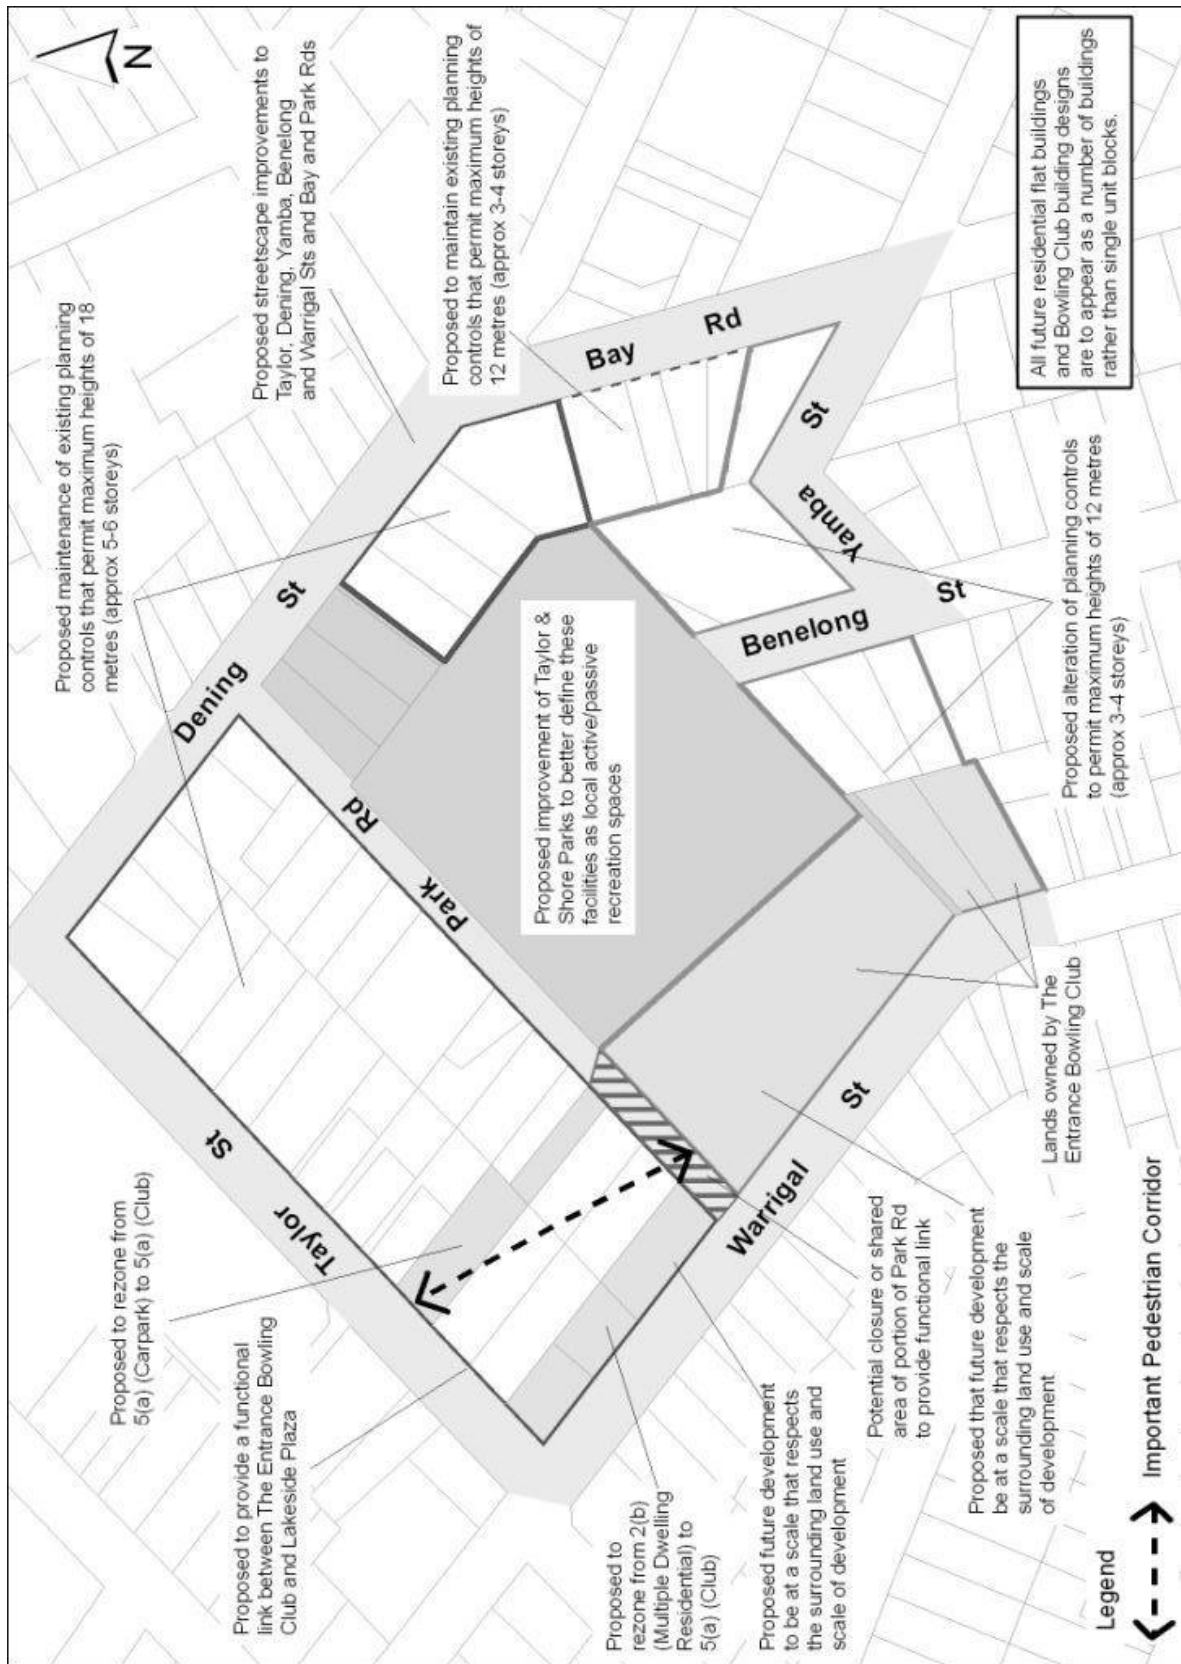 N
Proposed maintenance of existing planning
controls that permit maximum heights of 18
metres (approx 5-6 storeys)
Proposed streetscape improvements to
Taylor, Dening, Yamba, Benelong
and Warrigal Sts and Bay and Park Rds
Proposed to maintain existing planning
controls that permit maximum heights of
12 metres (approx 3-4 storeys)
All future residential flat buildings
and Bowling Club building designs
are to appear as a number of buildings
rather than single unit blocks.
Proposed to rezone from
5(a) (Carpark) to 5(a) (Club)
Proposed to provide a functional
link between The Entrance Bowling
Club and Lakeside Plaza
Dening St
Taylor St
Park Rd
Bay Rd
Yamba St
Benelong St
Warrigal St
Proposed improvement of Taylor &
Shore Parks to better define these
facilities as local active/passive
recreation spaces
Proposed alteration of planning controls
to permit maximum heights of 12 metres
(approx 3-4 storeys)
Lands owned by The
Entrance Bowling Club
Proposed to
rezone from 2(b)
(Multiple Dwelling
Residential) to
5(a) (Club)
Proposed future development
to be at a scale that respects
the surrounding land use and
scale of development
Potential closure or shared
area of portion of Park Rd
to provide functional link
Proposed that future development
be at a scale that respects the
surrounding land use and scale
of development
Legend
Important Pedestrian Corridor